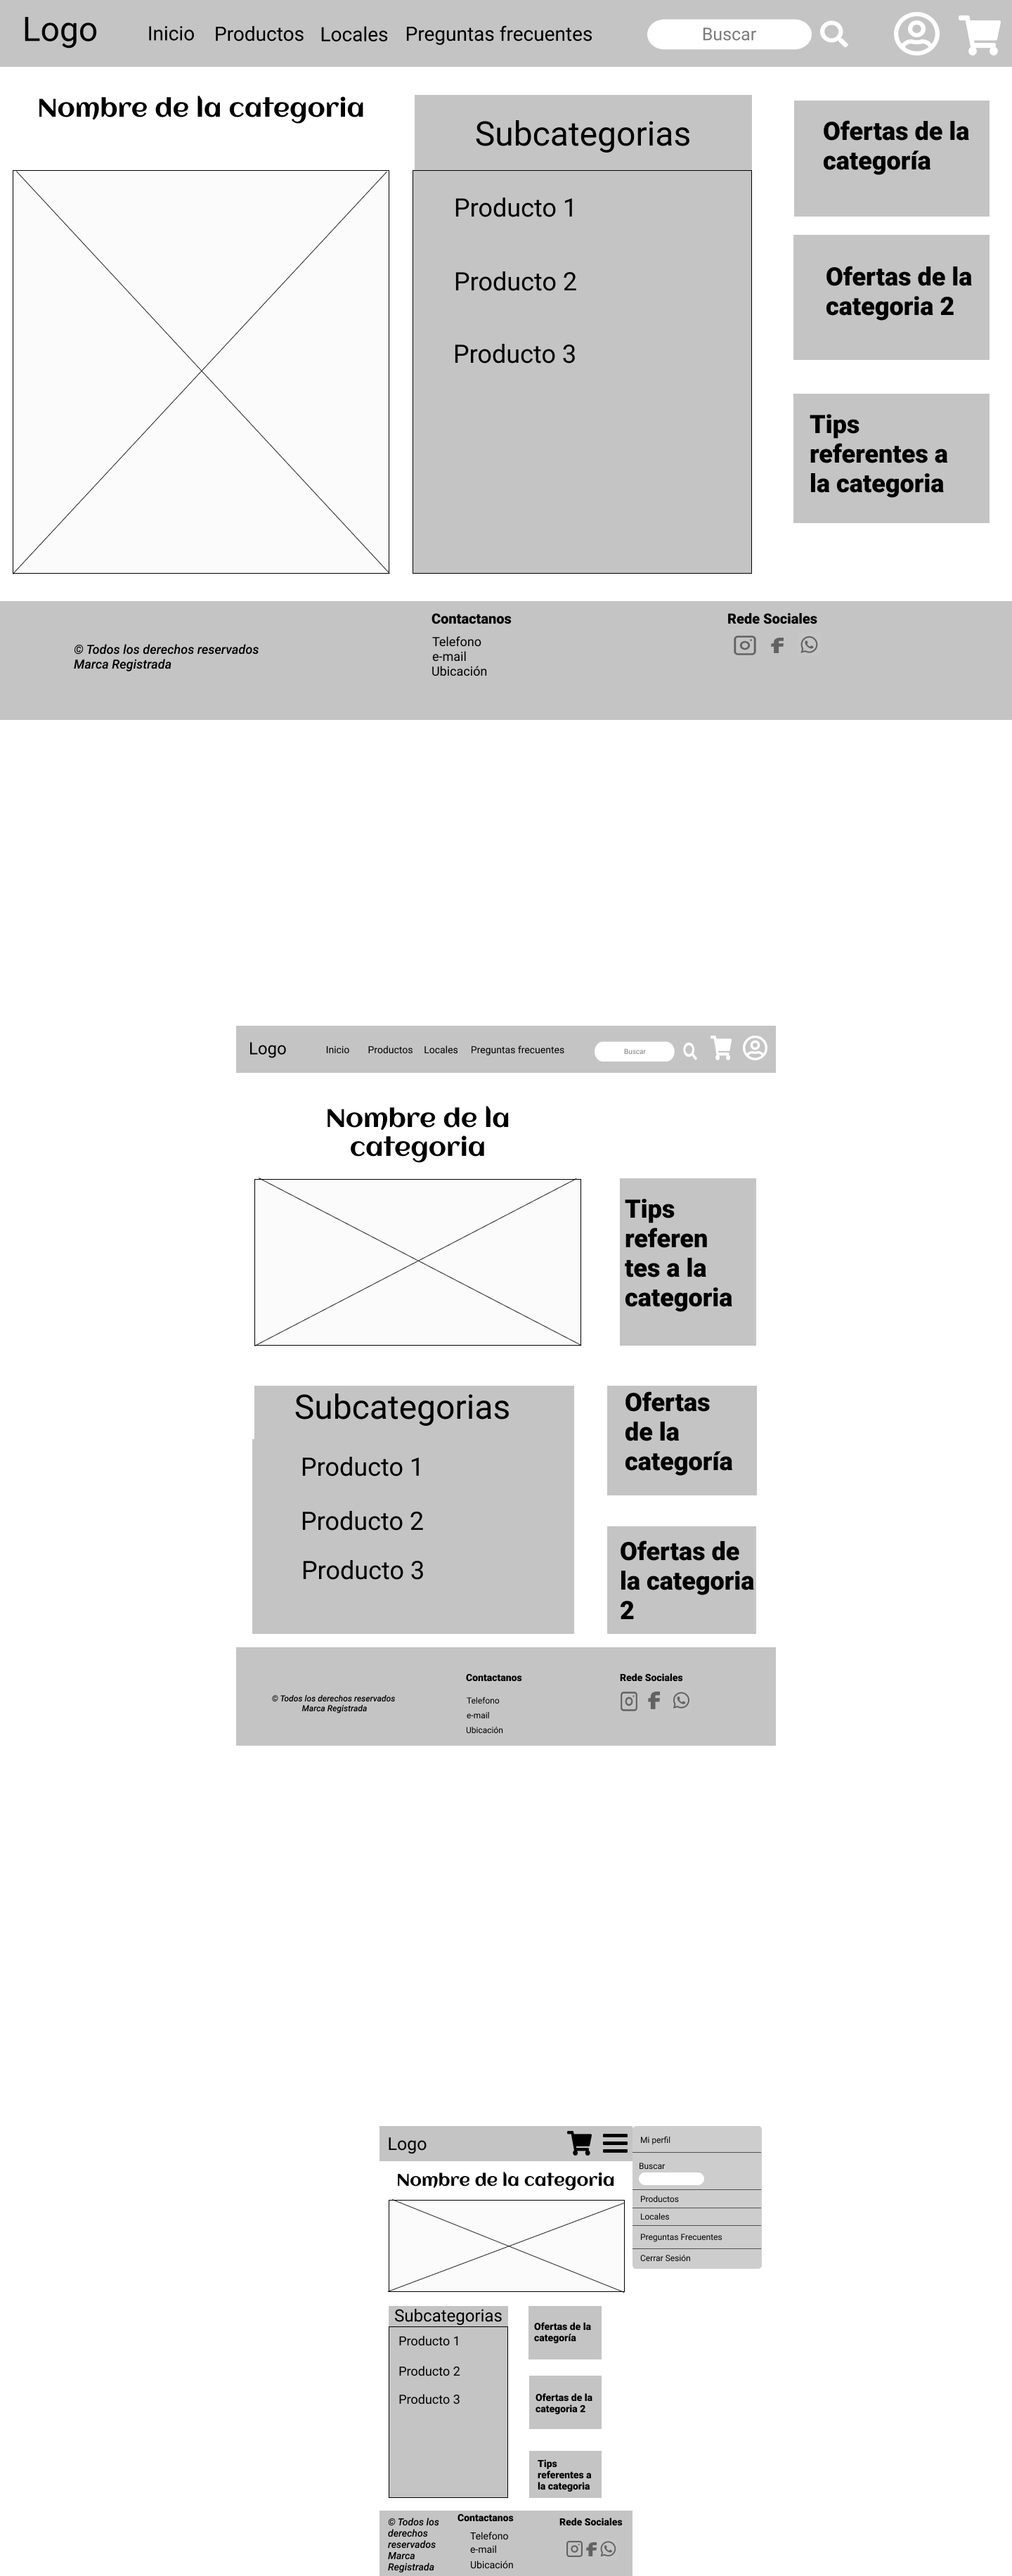 Logo
Inicio
Productos
Locales
Preguntas frecuentes
Buscar
Nombre de la categoria
Subcategorias
Producto 1
Producto 2
Producto 3
Ofertas de la
categoría
Ofertas de la
categoria 2
Tips
referentes a
la categoria
© Todos los derechos reservados
Marca Registrada
Contactanos
Telefono
e-mail
Ubicación
Rede Sociales
Logo
Inicio
Productos
Locales
Preguntas frecuentes
Buscar
Nombre de la
categoria
Tips
referen
tes a la
categoria
Subcategorias
Producto 1
Producto 2
Producto 3
Ofertas
de la
categoría
Ofertas de
la categoria
2
© Todos los derechos reservados
Marca Registrada
Contactanos
Telefono
e-mail
Ubicación
Rede Sociales
Logo
Mi perfil
Buscar
Productos
Locales
Preguntas Frecuentes
Cerrar Sesión
Nombre de la categoria
Subcategorias
Producto 1
Producto 2
Producto 3
Ofertas de la
categoría
Ofertas de la
categoria 2
Tips
referentes a
la categoria
© Todos los
derechos
reservados
Marca
Registrada
Contactanos
Telefono
e-mail
Ubicación
Rede Sociales